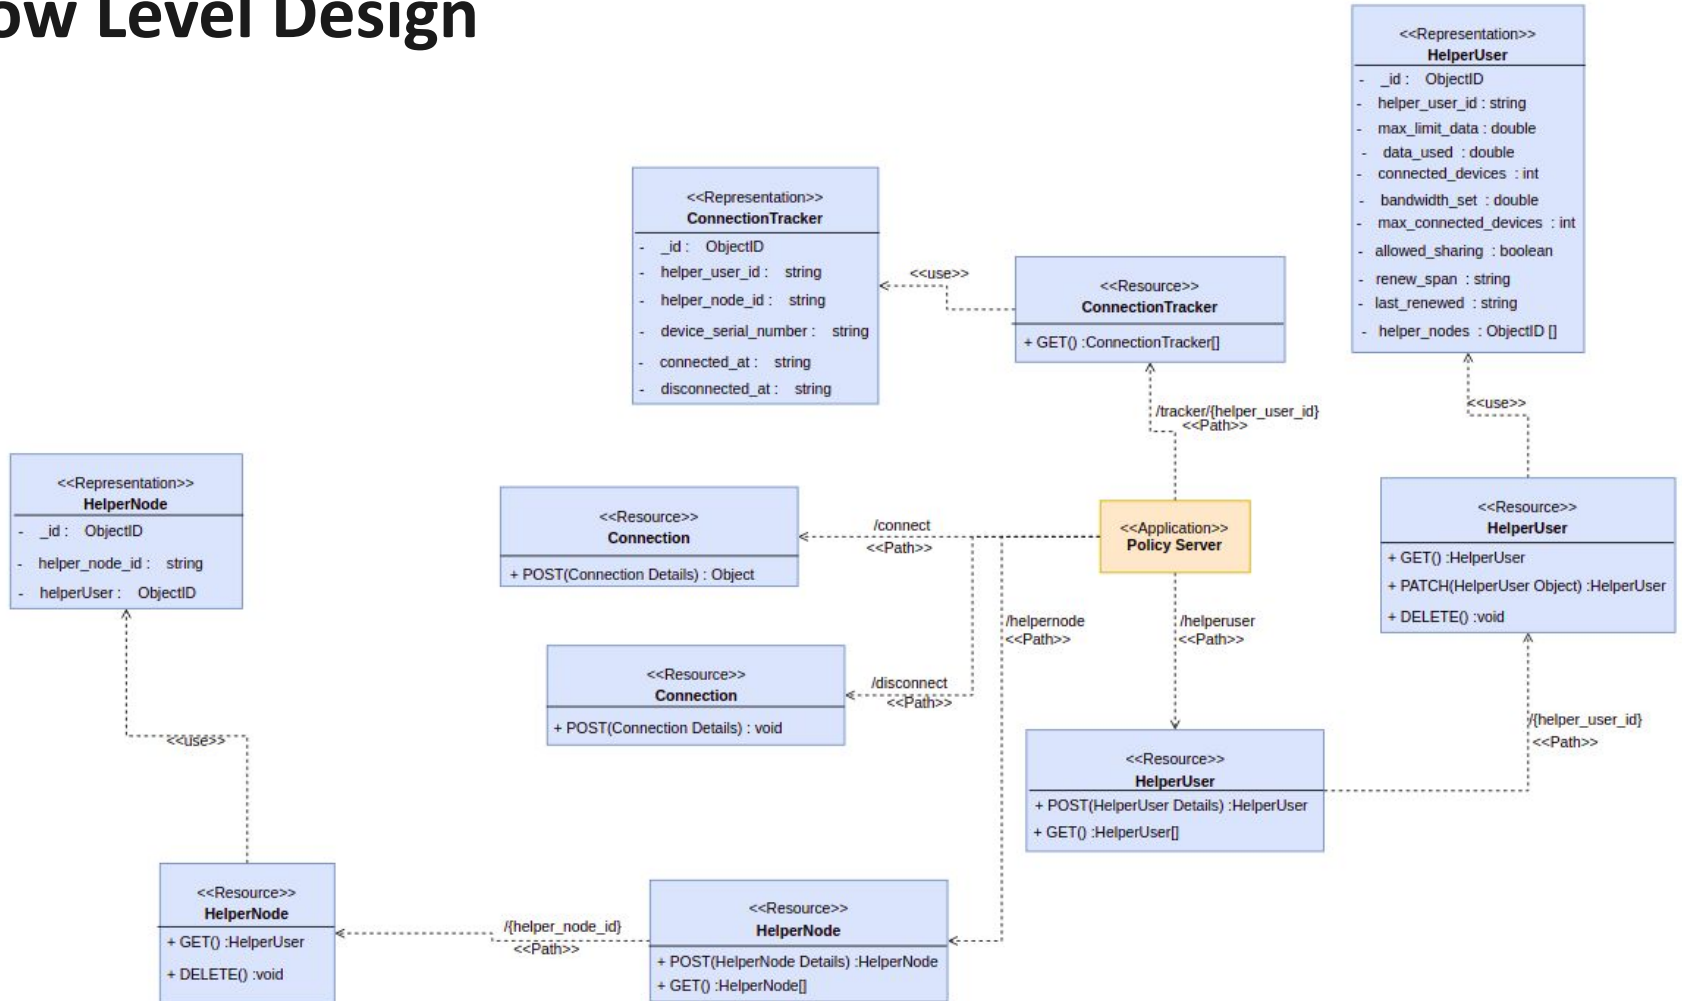 ow Level Design
<<Representation>>
HelperUser
- _id : ObjectID
- helper_user_id : string
- max_limit_data : double
- data_used : double
- connected_devices : int
- bandwidth_set : double
- max_connected_devices : int
- allowed_sharing : boolean
- renew_span : string
- last_renewed : string
- helper_nodes : ObjectID []
<<Representation>>
ConnectionTracker
- _id : ObjectID
- helper_user_id : string
- helper_node_id : string
- device_serial_number : string
- connected_at : string
- disconnected_at : string
<<use>>
<<Resource>>
ConnectionTracker
+ GET() :ConnectionTracker[]
/tracker/{helper_user_id}
<<Path>>
<<use>>
<<Representation>>
HelperNode
- _id : ObjectID
- helper_node_id : string
- helperUser : ObjectID
<<Resource>>
Connection
+ POST(Connection Details) : Object
/connect
<<Path>>
<<Application>>
Policy Server
<<Resource>>
HelperUser
+ GET() :HelperUser
+ PATCH(HelperUser Object) :HelperUser
+ DELETE() :void
/helpernode
<<Path>>
/helperuser
<<Path>>
<<Resource>>
Connection
+ POST(Connection Details) : void
/disconnect
<<Path>>
<<use>>
<<Resource>>
HelperUser
+ POST(HelperUser Details) :HelperUser
+ GET() :HelperUser[]
/{helper_user_id}
<<Path>>
<<Resource>>
HelperNode
+ GET() :HelperUser
+ DELETE() :void
/{helper_node_id}
<<Path>>
<<Resource>>
HelperNode
+ POST(HelperNode Details) :HelperNode
+ GET() :HelperNode[]